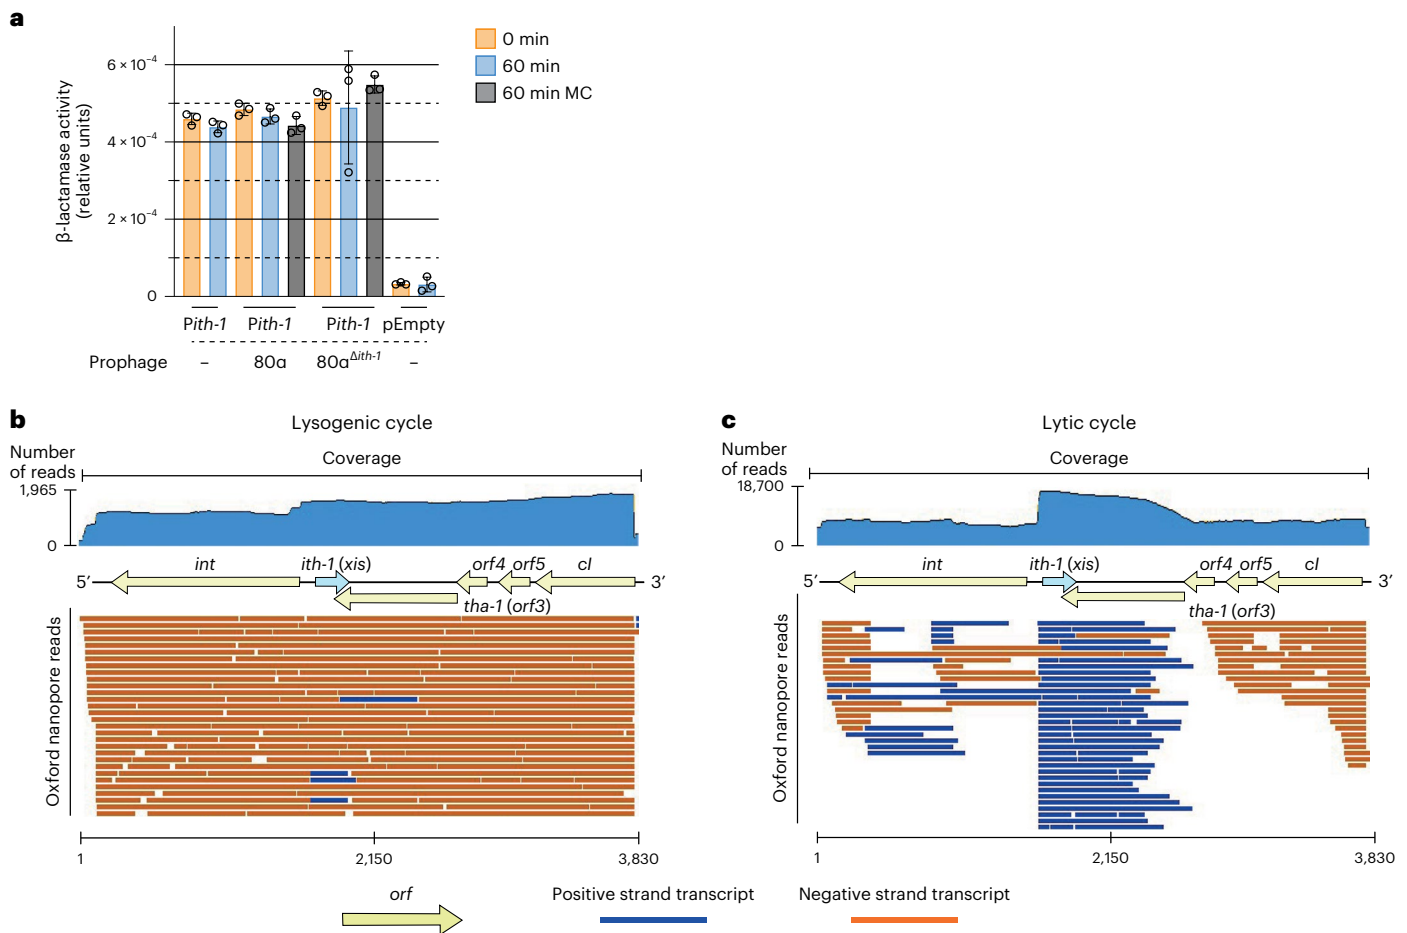 a
β-lactamase activity
(relative units)
6 × 10⁻⁴
4 × 10⁻⁴
2 × 10⁻⁴
0
0 min
60 min
60 min MC
Pith-1 Pith-1 Pith-1 pEmpty
Prophage – 80α 80α^Δith-1 –
b
Lysogenic cycle
Number
of reads
Coverage
1,965
0
int ith-1 (xis) orf4 orf5 cI
5′ 3′
tha-1 (orf3)
Oxford nanopore reads
1 2,150 3,830
c
Lytic cycle
Number
of reads
Coverage
18,700
0
int ith-1 (xis) orf4 orf5 cI
5′ 3′
tha-1 (orf3)
Oxford nanopore reads
1 2,150 3,830
orf Positive strand transcript Negative strand transcript